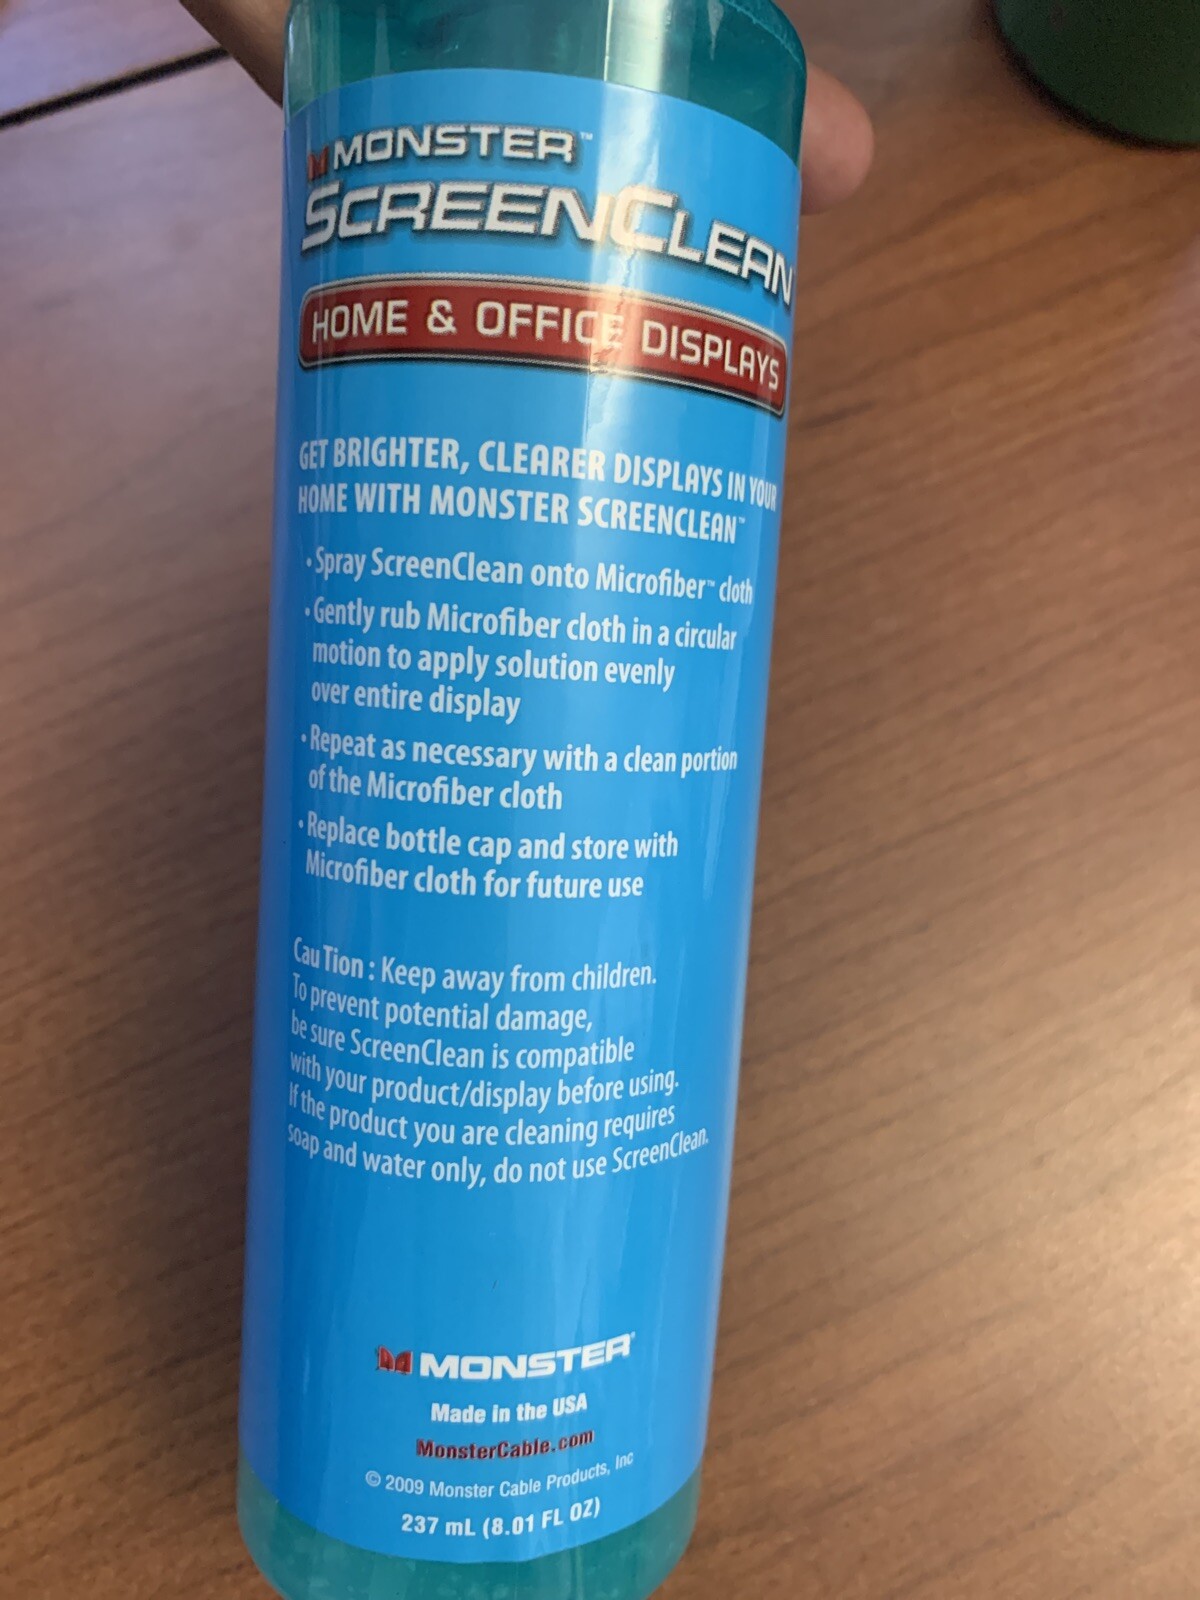 MONSTER™
SCREENCLEAN
HOME & OFFICE DISPLAYS
GET BRIGHTER, CLEARER DISPLAYS IN YOUR
HOME WITH MONSTER SCREENCLEAN™
• Spray ScreenClean onto Microfiber™ cloth
• Gently rub Microfiber cloth in a circular
motion to apply solution evenly
over entire display
• Repeat as necessary with a clean portion
of the Microfiber cloth
• Replace bottle cap and store with
Microfiber cloth for future use
CauTion : Keep away from children.
To prevent potential damage,
be sure ScreenClean is compatible
with your product/display before using.
If the product you are cleaning requires
soap and water only, do not use ScreenClean.
MONSTER®
Made in the USA
MonsterCable.com
© 2009 Monster Cable Products, Inc
237 mL (8.01 FL OZ)